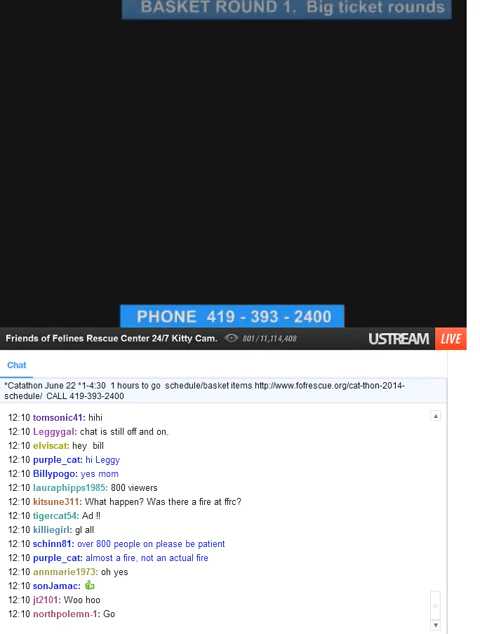 BASKET ROUND 1. Big ticket rounds
PHONE 419 - 393 - 2400
Friends of Felines Rescue Center 24/7 Kitty Cam. 801/11,114,408 USTREAM LIVE
Chat
*Catathon June 22 *1-4:30 1 hours to go schedule/basket items http://www.fofrescue.org/cat-thon-2014-
schedule/ CALL 419-393-2400
12:10 tomsonic41: hihi
12:10 Leggygal: chat is still off and on,
12:10 elviscat: hey bill
12:10 purple_cat: hi Leggy
12:10 Billypogo: yes mom
12:10 lauraphipps1985: 800 viewers
12:10 kitsune311: What happen? Was there a fire at ffrc?
12:10 tigercat54: Ad !!
12:10 killiegirl: gl all
12:10 schinn81: over 800 people on please be patient
12:10 purple_cat: almost a fire, not an actual fire
12:10 annmarie1973: oh yes
12:10 sonJamac: 👍
12:10 jt2101: Woo hoo
12:10 northpolemn-1: Go